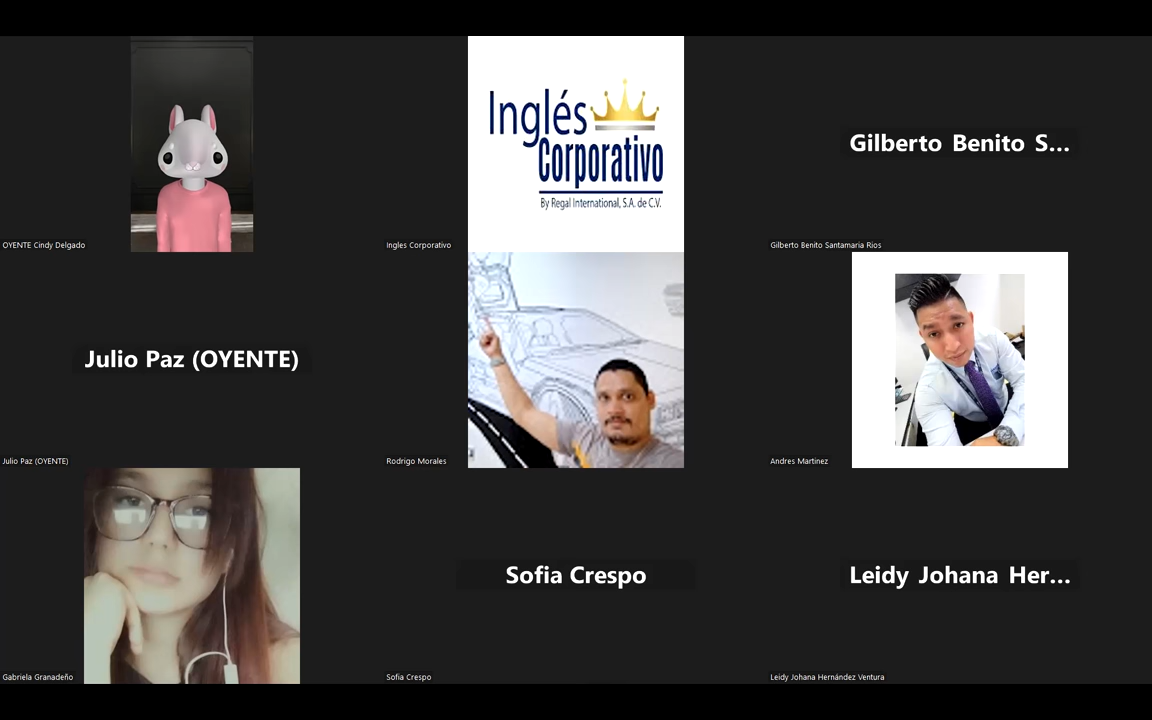 Inglés
Corporativo
By Regal International, S.A. de C.V.
Gilberto Benito S...
OYENTE Cindy Delgado
Ingles Corporativo
Gilberto Benito Santamaria Rios
Julio Paz (OYENTE)
Julio Paz (OYENTE)
Rodrigo Morales
Andres Martinez
Sofia Crespo
Leidy Johana Her...
Gabriela Granadeño
Sofia Crespo
Leidy Johana Hernández Ventura